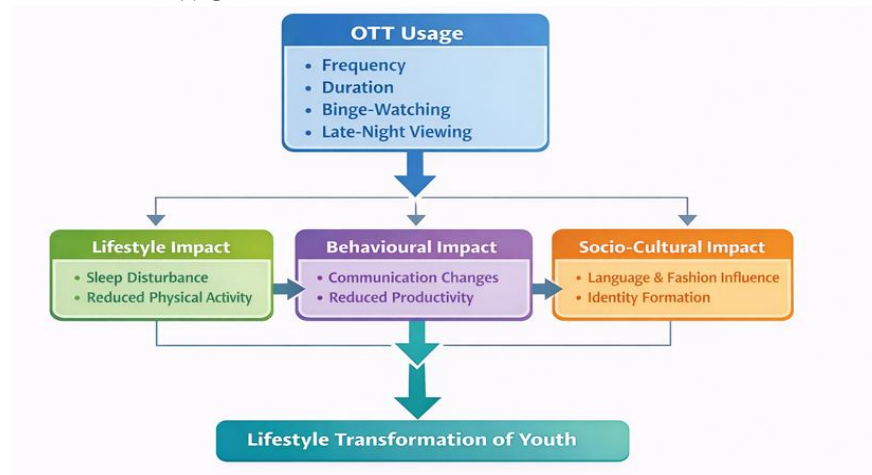 OTT Usage
• Frequency
• Duration
• Binge-Watching
• Late-Night Viewing
Lifestyle Impact
• Sleep Disturbance
• Reduced Physical Activity
Behavioural Impact
• Communication Changes
• Reduced Productivity
Socio-Cultural Impact
• Language & Fashion Influence
• Identity Formation
Lifestyle Transformation of Youth